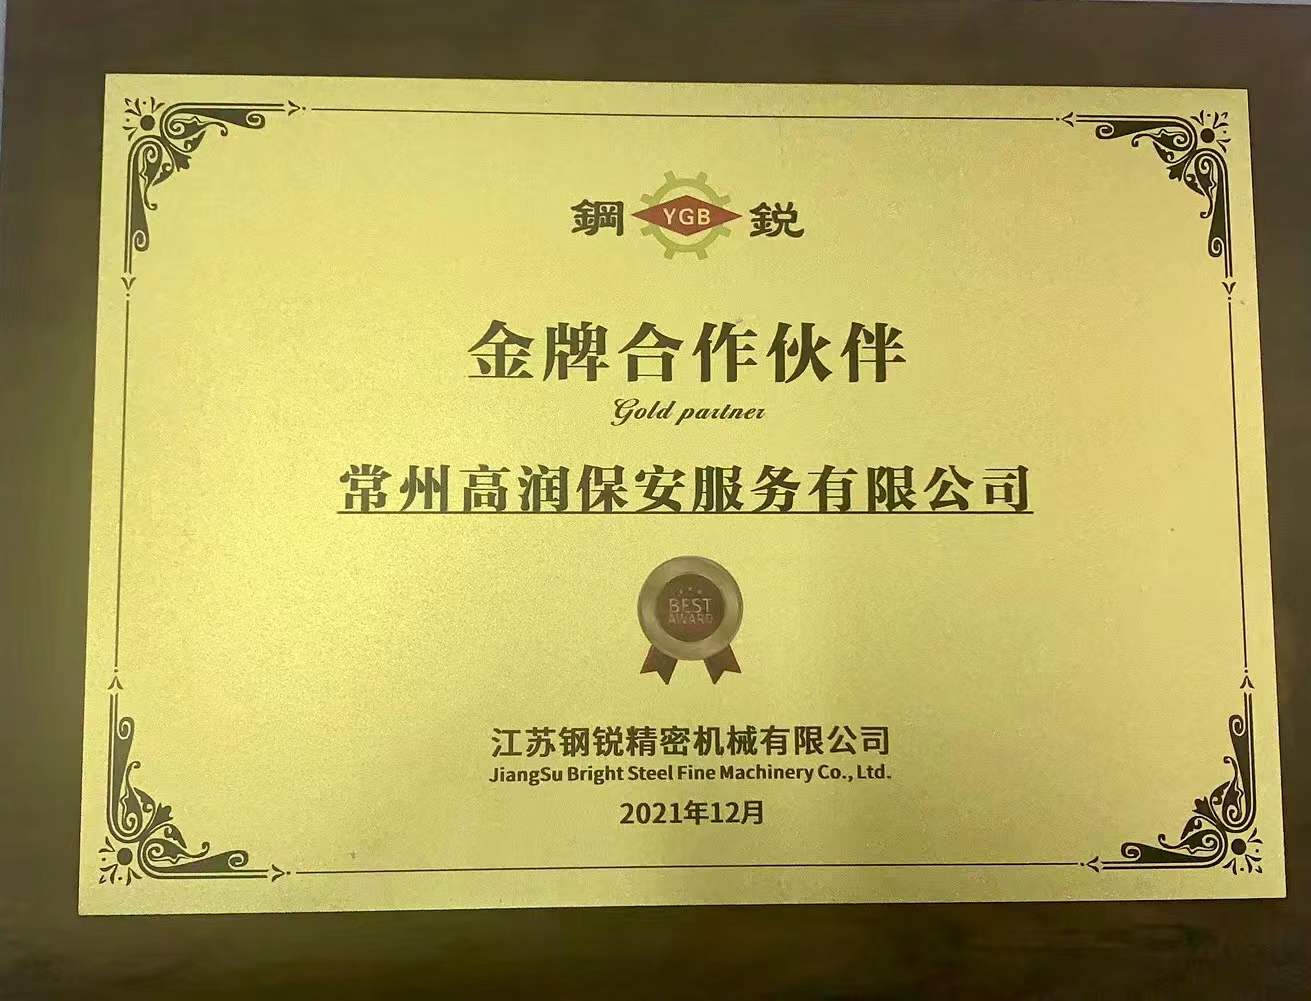 鋼 YGB 鋭
金牌合作伙伴
Gold partner
常州高润保安服务有限公司
BEST
AWARD
江苏钢锐精密机械有限公司
JiangSu Bright Steel Fine Machinery Co., Ltd.
2021年12月